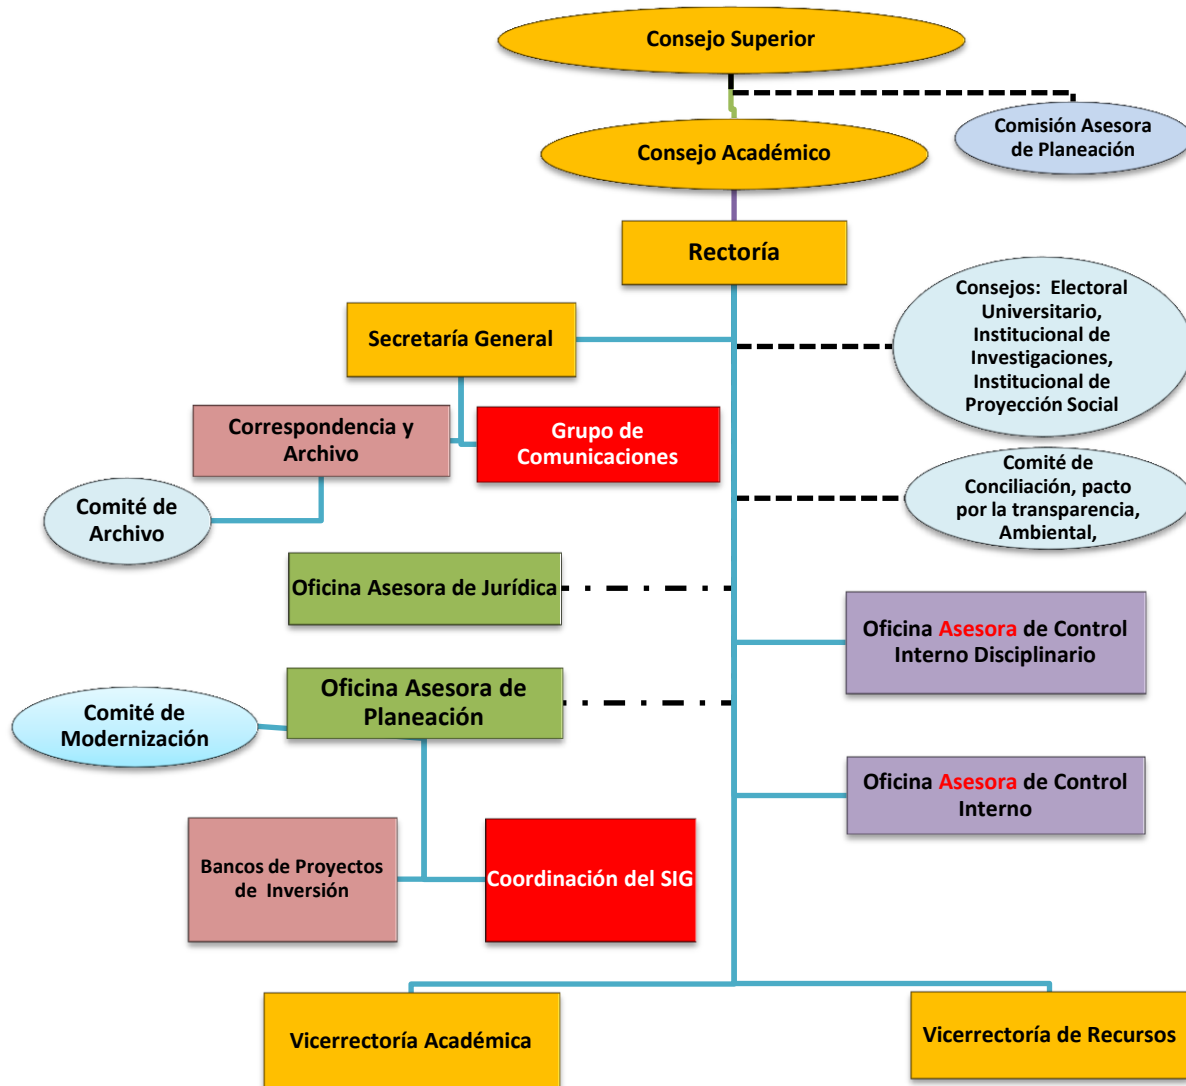 Consejo Superior
Comisión Asesora
de Planeación
Consejo Académico
Rectoría
Consejos:  Electoral
Universitario,
Institucional de
Investigaciones,
Institucional de
Proyección Social
Secretaría General
Correspondencia y
Archivo
Grupo de
Comunicaciones
Comité de
Conciliación, pacto
por la transparencia,
Ambiental,
Comité de
Archivo
Oficina Asesora de Jurídica
Oficina Asesora de Control
Interno Disciplinario
Oficina Asesora de
Planeación
Comité de
Modernización
Oficina Asesora de Control
Interno
Bancos de Proyectos
de  Inversión
Coordinación del SIG
Vicerrectoría Académica
Vicerrectoría de Recursos